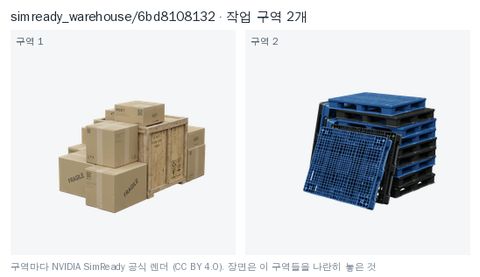 simready_warehouse/6bd8108132 · 작업 구역 2개
구역 1
구역 2
FRAGILE
FRAGILE
구역마다 NVIDIA SimReady 공식 렌더 (CC BY 4.0). 장면은 이 구역들을 나란히 놓은 것